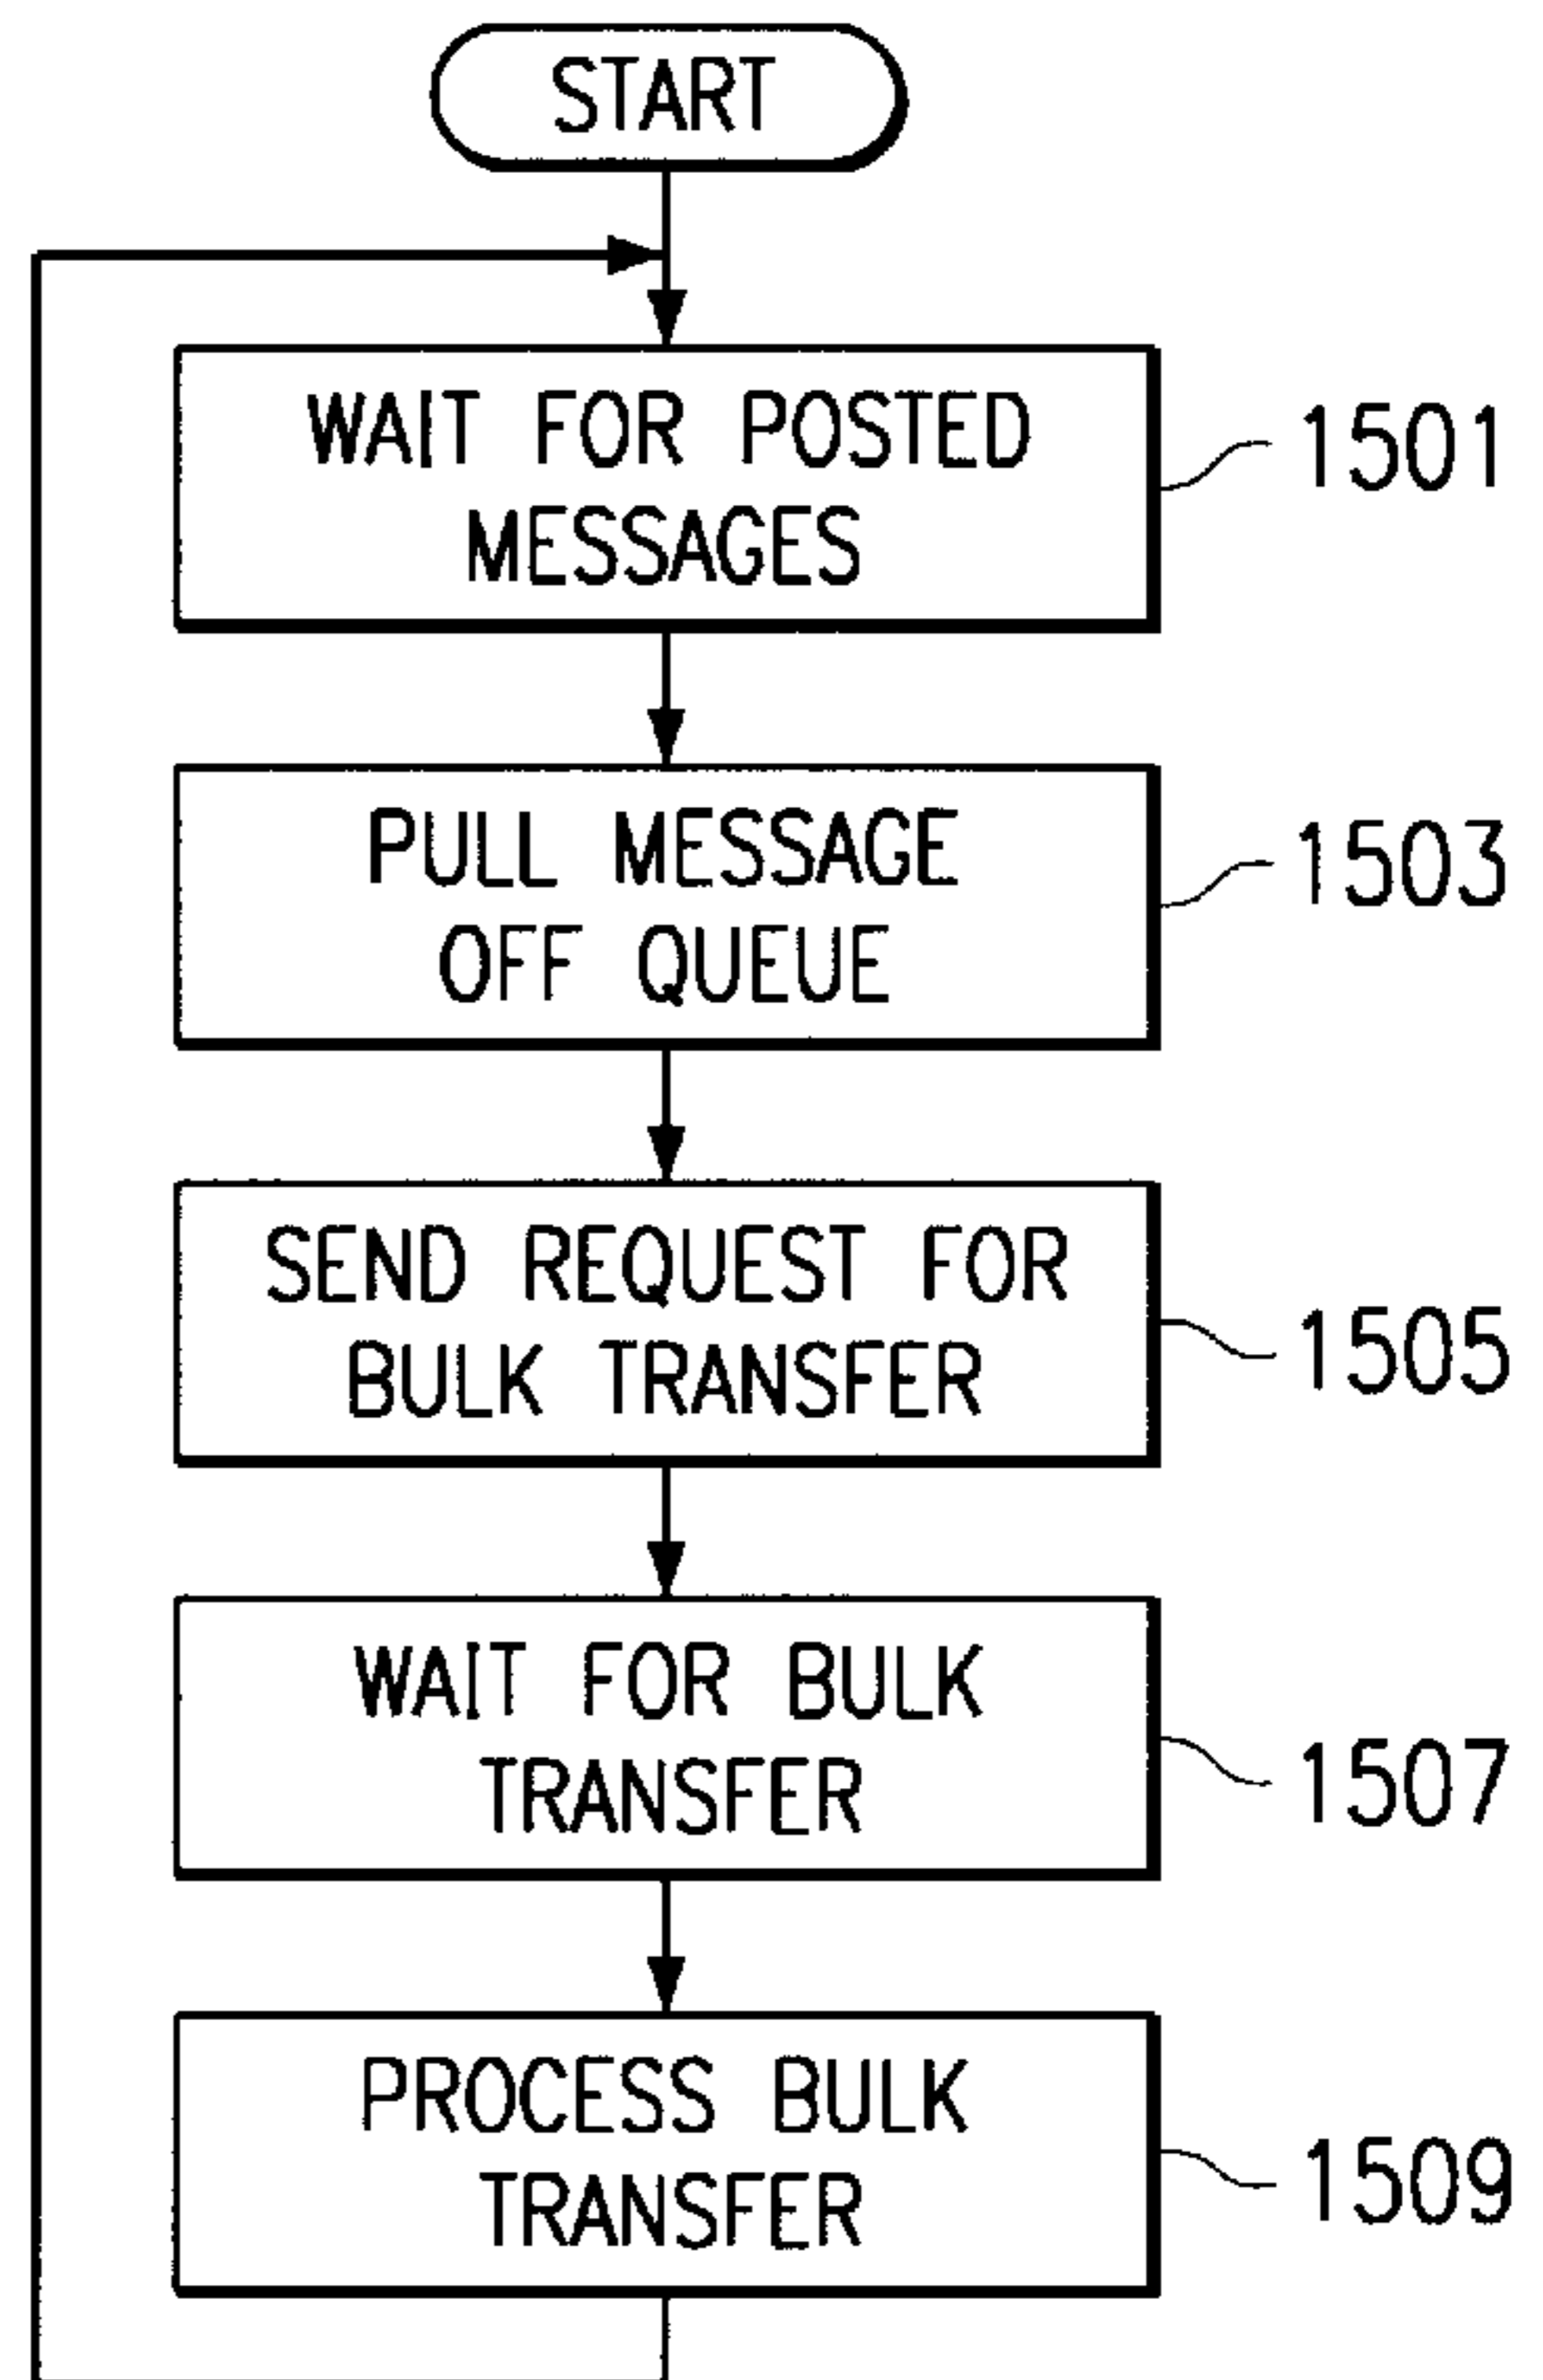 START
WAIT FOR POSTED
MESSAGES
1501
PULL MESSAGE
OFF QUEUE
1503
SEND REQUEST FOR
BULK TRANSFER
1505
WAIT FOR BULK
TRANSFER
1507
PROCESS BULK
TRANSFER
1509